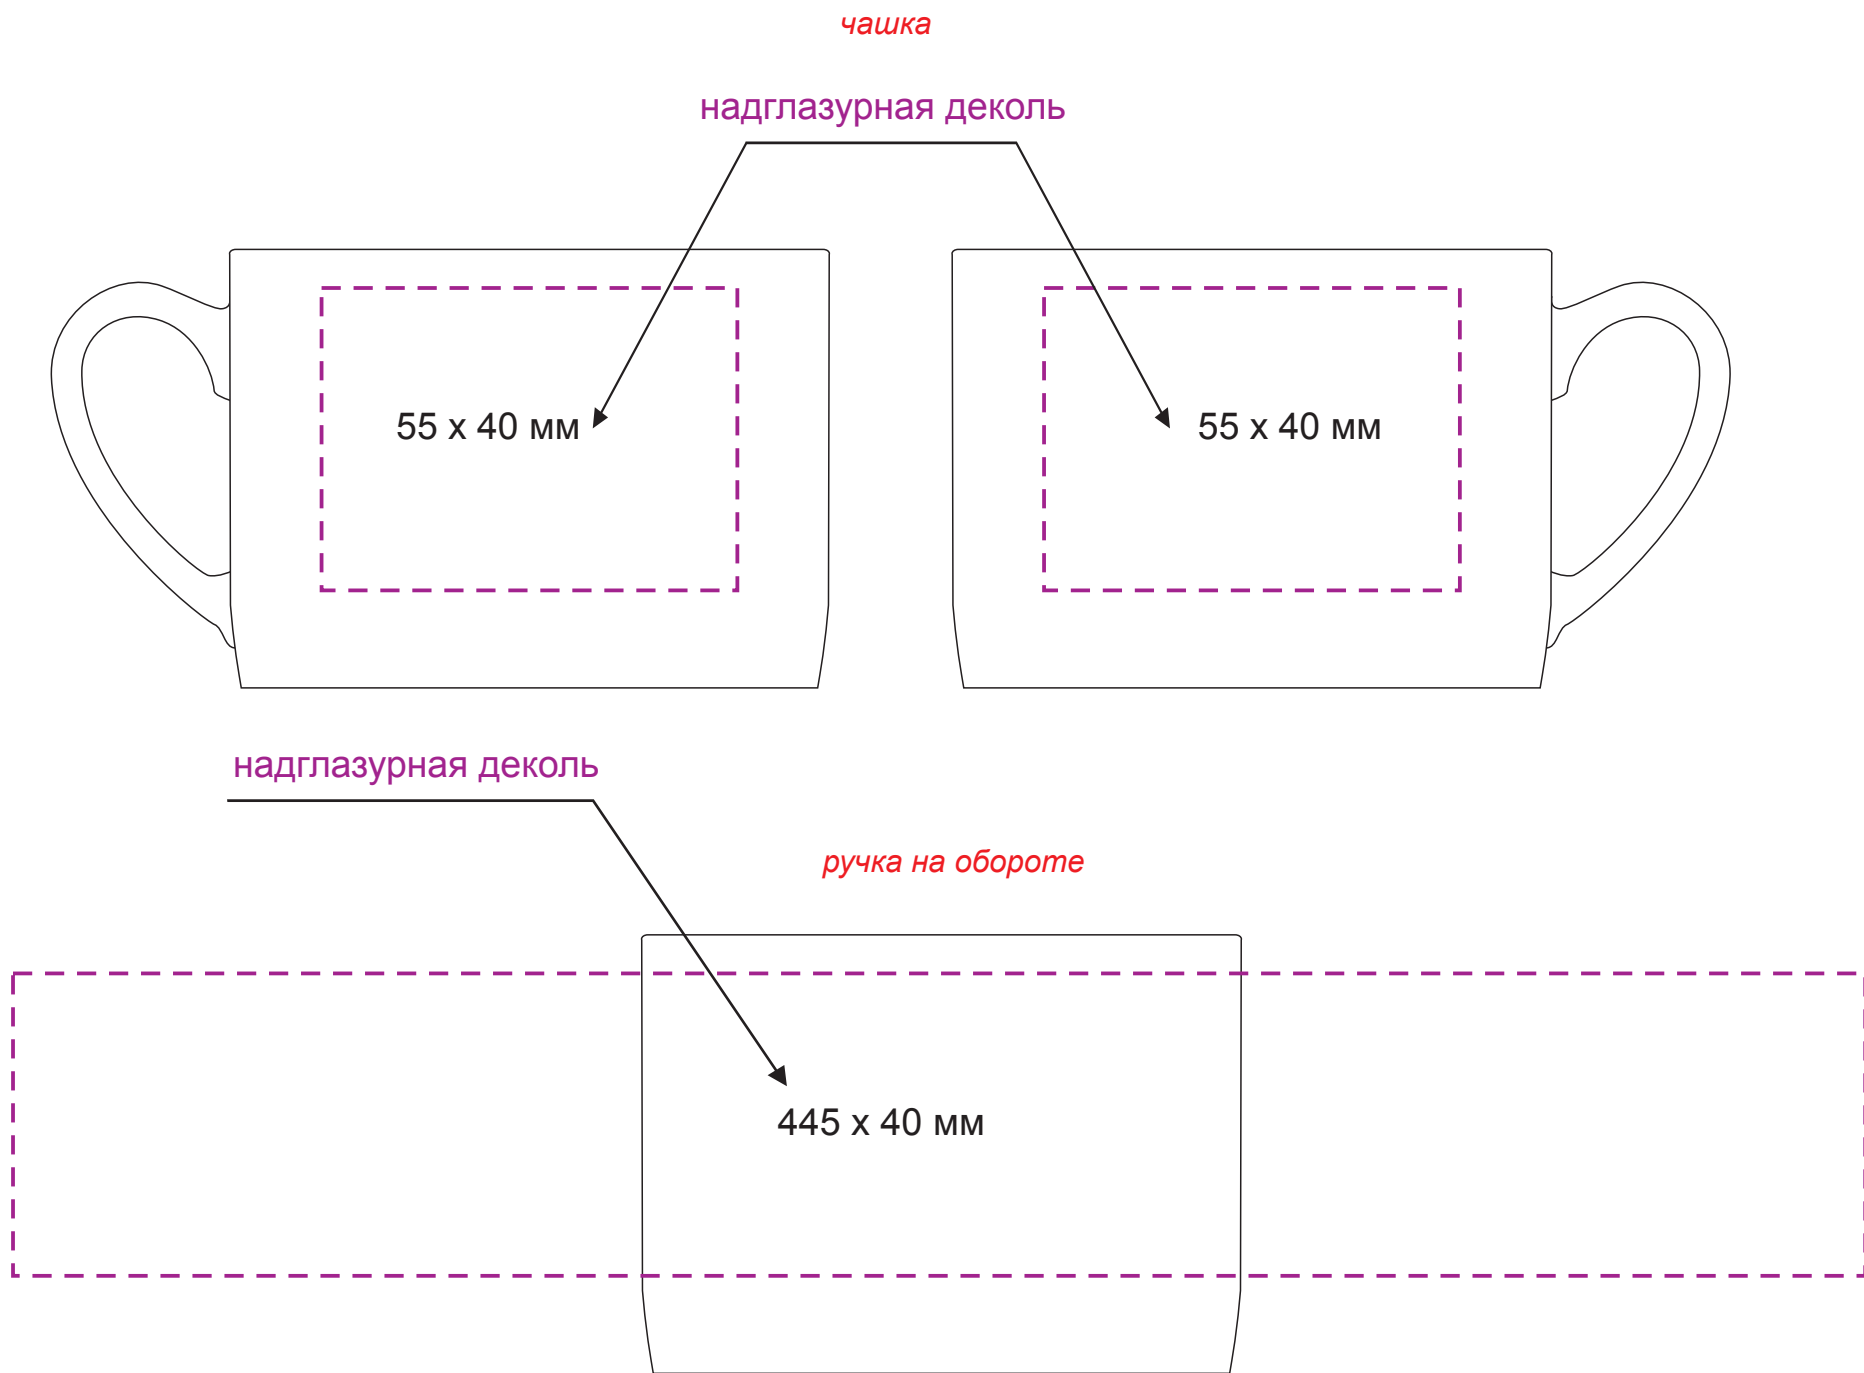 чашка
надглазурная деколь
55 x 40 мм
55 x 40 мм
надглазурная деколь
ручка на обороте
445 x 40 мм